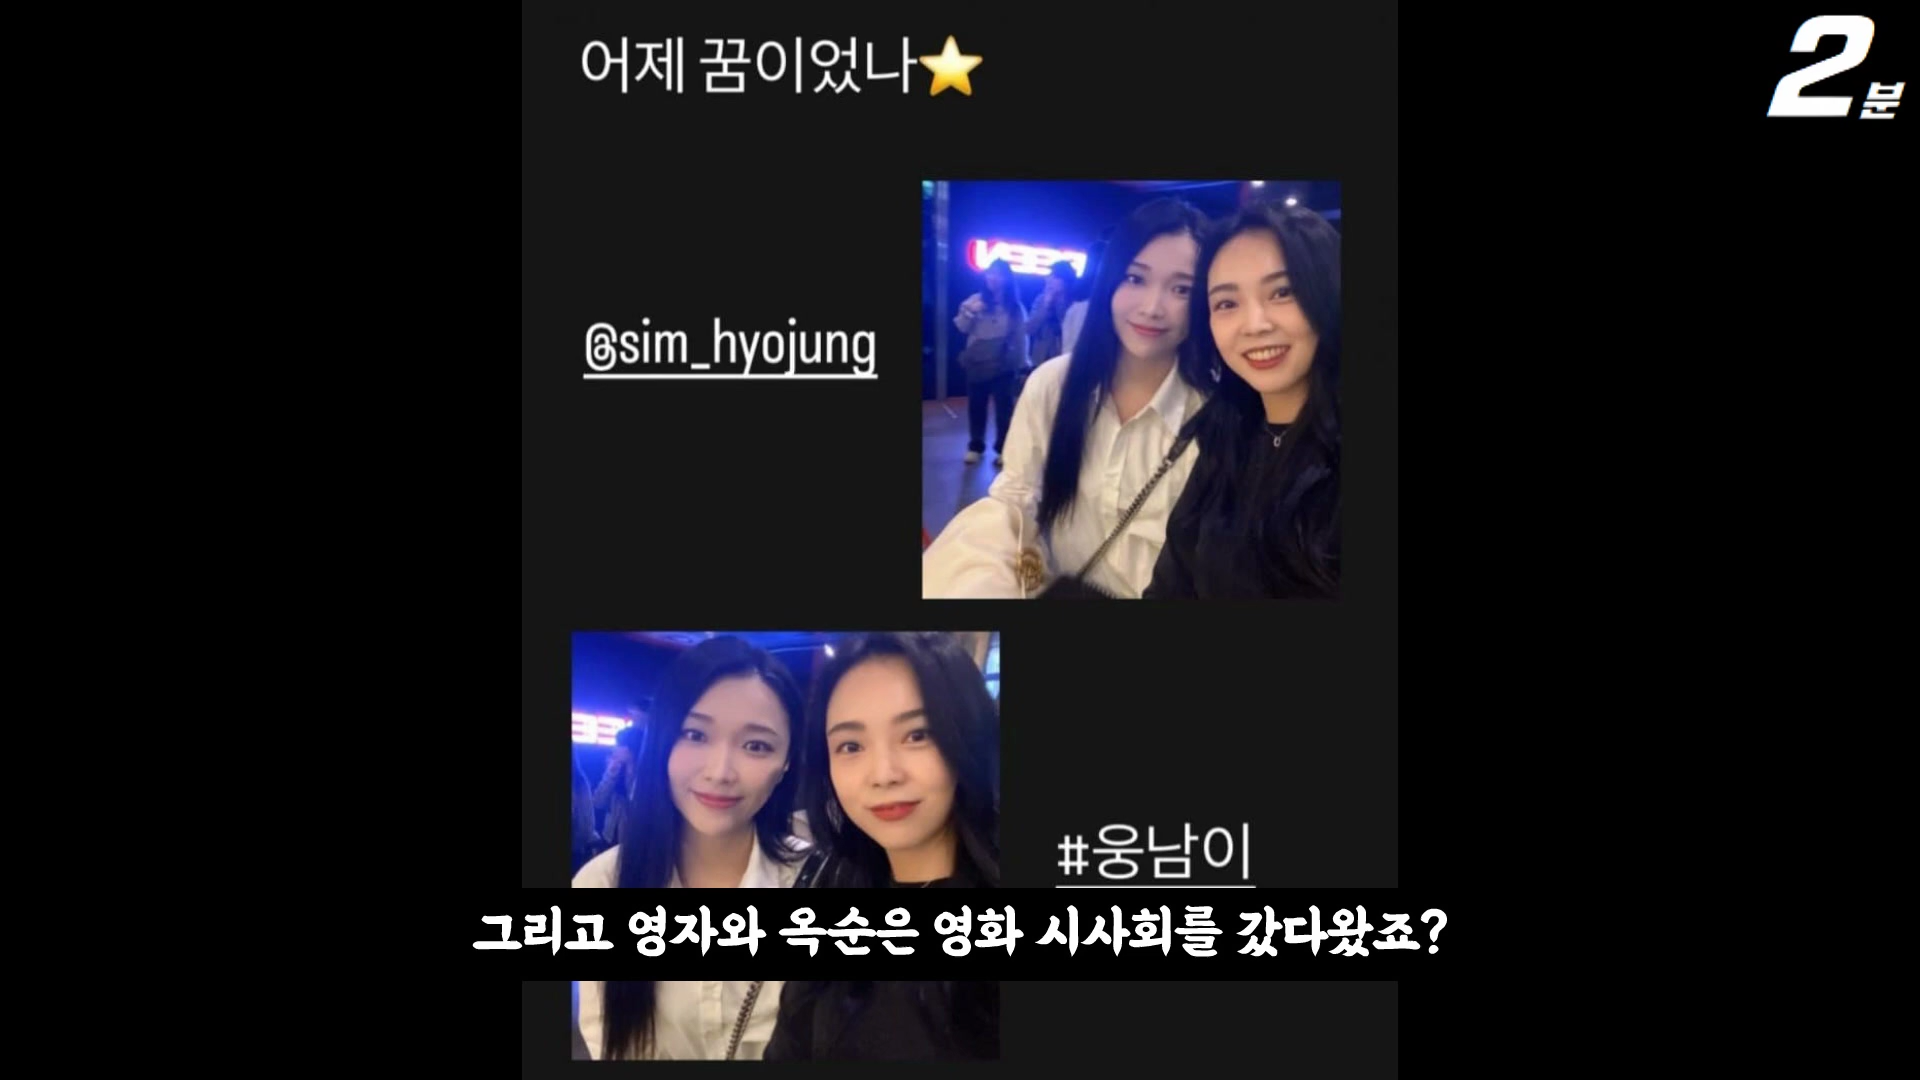 어제 꿈이었나⭐
2분
@sim_hyojung
#웅남이
그리고 영자와 옥순은 영화 시사회를 갔다왔죠?